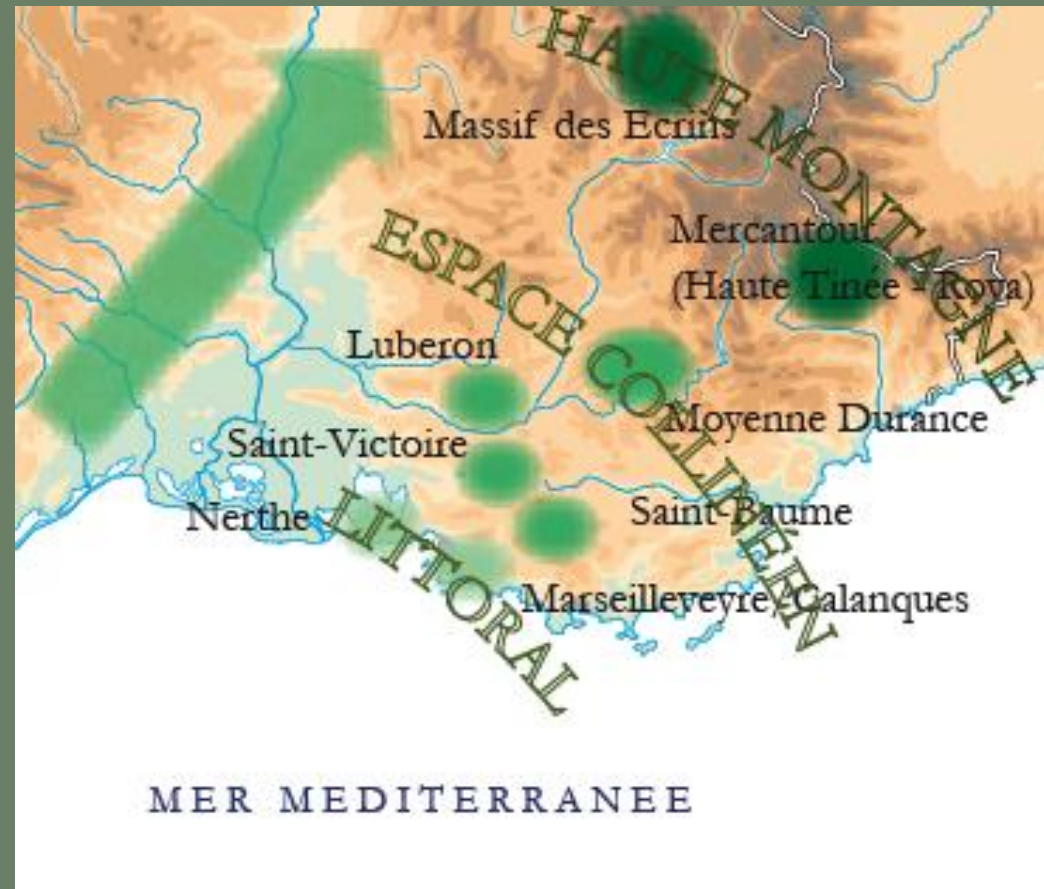 HAUTE MONTAGNE
Massif des Ecrins
ESPACE COLLINÉEN
Mercantour
(Haute Tinée - Roya)
Luberon
Moyenne Durance
Saint-Victoire
Nerthe
LITTORAL
Saint-Baume
Marseilleveyre/Calanques
MER MEDITERRANEE